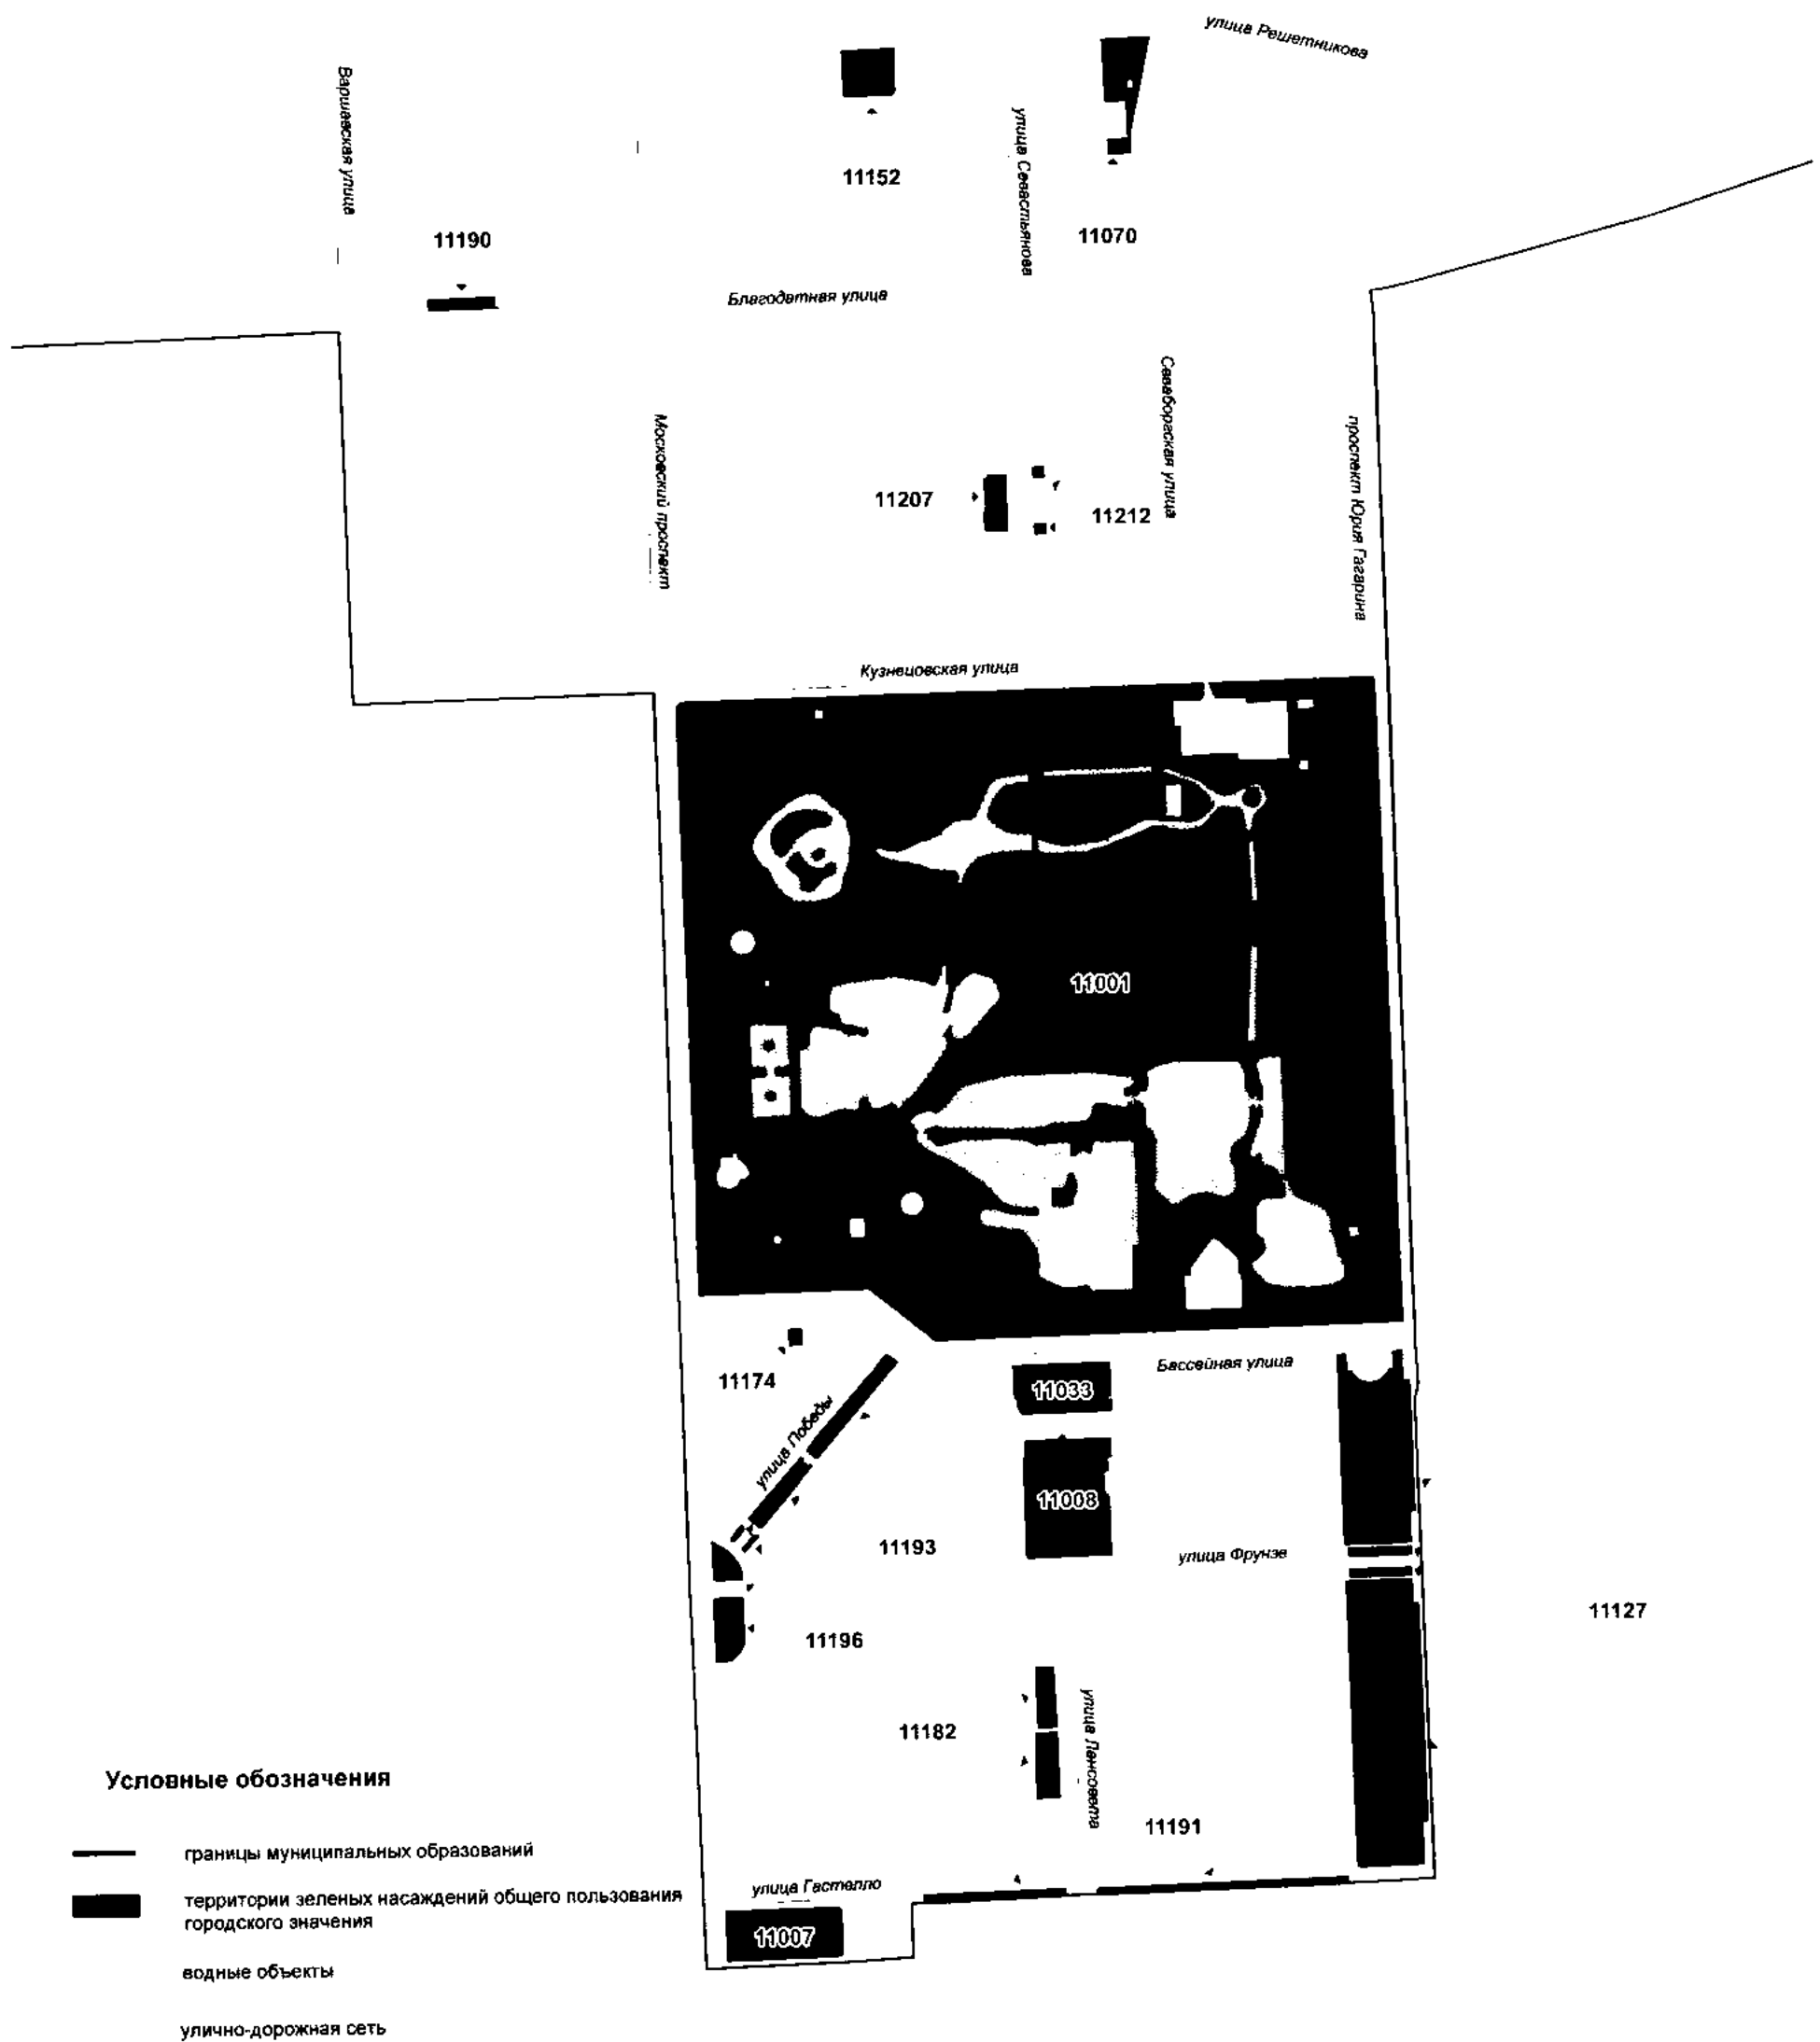 улица Решетникова
Варшавская улица
улица Севастьянова
11152
11190
11070
Благодатная улица
Московский проспект
Свеаборгская улица
проспект Юрия Гагарина
11207
11212
Кузнецовская улица
11001
Бассейная улица
11174
11033
улица Победы
11008
11193
улица Фрунзе
11127
11196
11182
улица Ленсовета
Условные обозначения
11191
границы муниципальных образований
улица Гастелло
территории зеленых насаждений общего пользования
городского значения
11007
водные объекты
улично-дорожная сеть